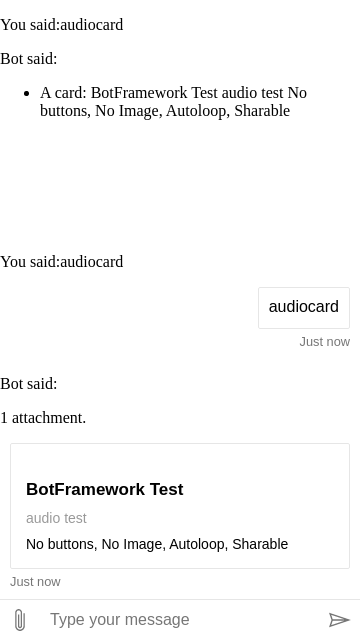 You said:audiocard
Bot said:
A card: BotFramework Test audio test No
buttons, No Image, Autoloop, Sharable
You said:audiocard
audiocard
Just now
Bot said:
1 attachment.
BotFramework Test
audio test
No buttons, No Image, Autoloop, Sharable
Just now
Type your message